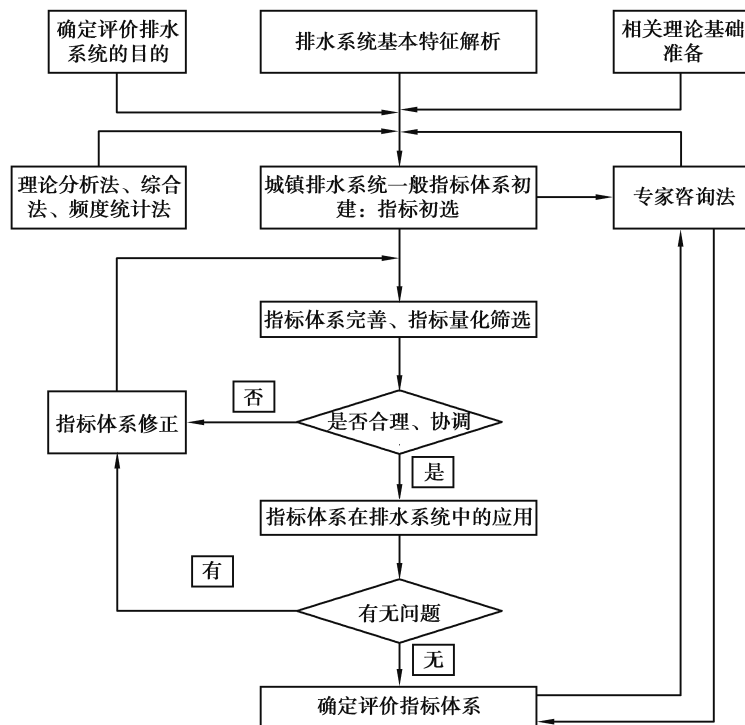 确定评价排水
系统的目的
排水系统基本特征解析
相关理论基础
准备
理论分析法、综合
法、频度统计法
城镇排水系统一般指标体系初
建：指标初选
专家咨询法
指标体系完善、指标量化筛选
否
是否合理、协调
指标体系修正
是
指标体系在排水系统中的应用
有
有无问题
无
确定评价指标体系